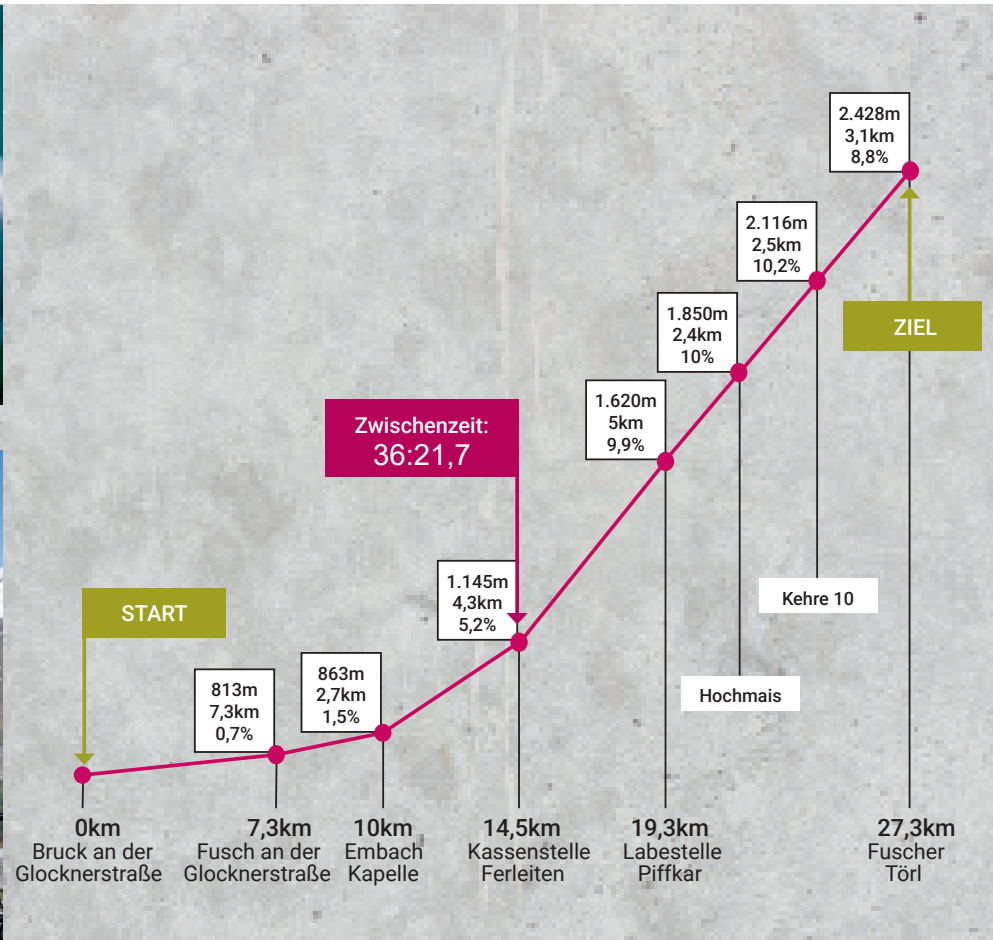 2.428m
3,1km
8,8%
2.116m
2,5km
10,2%
ZIEL
1.850m
2,4km
10%
1.620m
5km
9,9%
Zwischenzeit:
36:21,7
1.145m
4,3km
5,2%
Kehre 10
START
863m
2,7km
1,5%
813m
7,3km
0,7%
Hochmais
0km
Bruck an der
Glocknerstraße
7,3km
Fusch an der
Glocknerstraße
10km
Embach
Kapelle
14,5km
Kassenstelle
Ferleiten
19,3km
Labestelle
Piffkar
27,3km
Fuscher
Törl